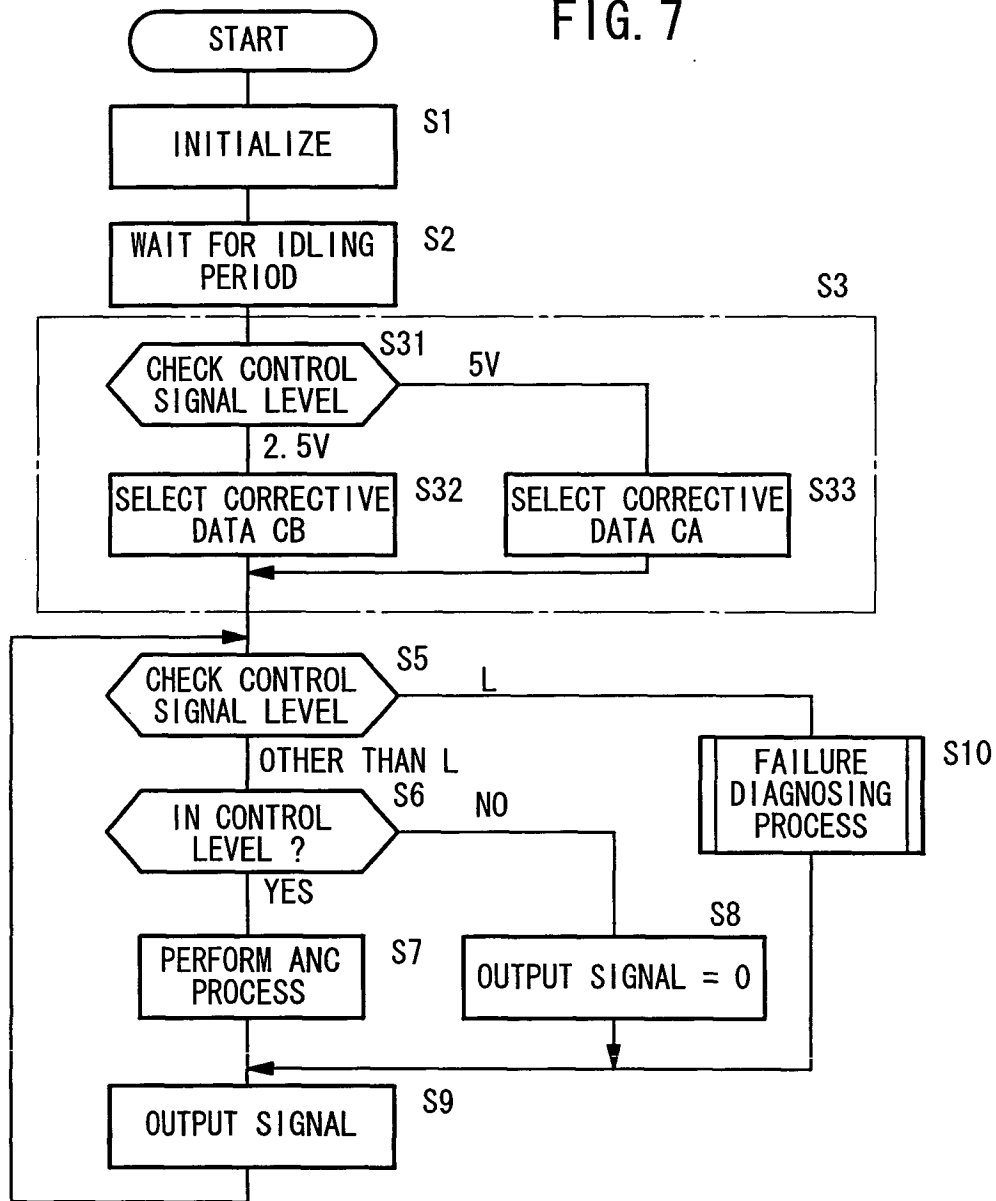 FIG. 7
START
S1
INITIALIZE
S2
WAIT FOR IDLING
PERIOD
S3
S31
CHECK CONTROL
SIGNAL LEVEL
5V
2.5V
S32
SELECT CORRECTIVE
DATA CB
S33
SELECT CORRECTIVE
DATA CA
S5
CHECK CONTROL
SIGNAL LEVEL
L
OTHER THAN L
S10
FAILURE
DIAGNOSING
PROCESS
S6
IN CONTROL
LEVEL ?
NO
YES
S7
PERFORM ANC
PROCESS
S8
OUTPUT SIGNAL = 0
S9
OUTPUT SIGNAL